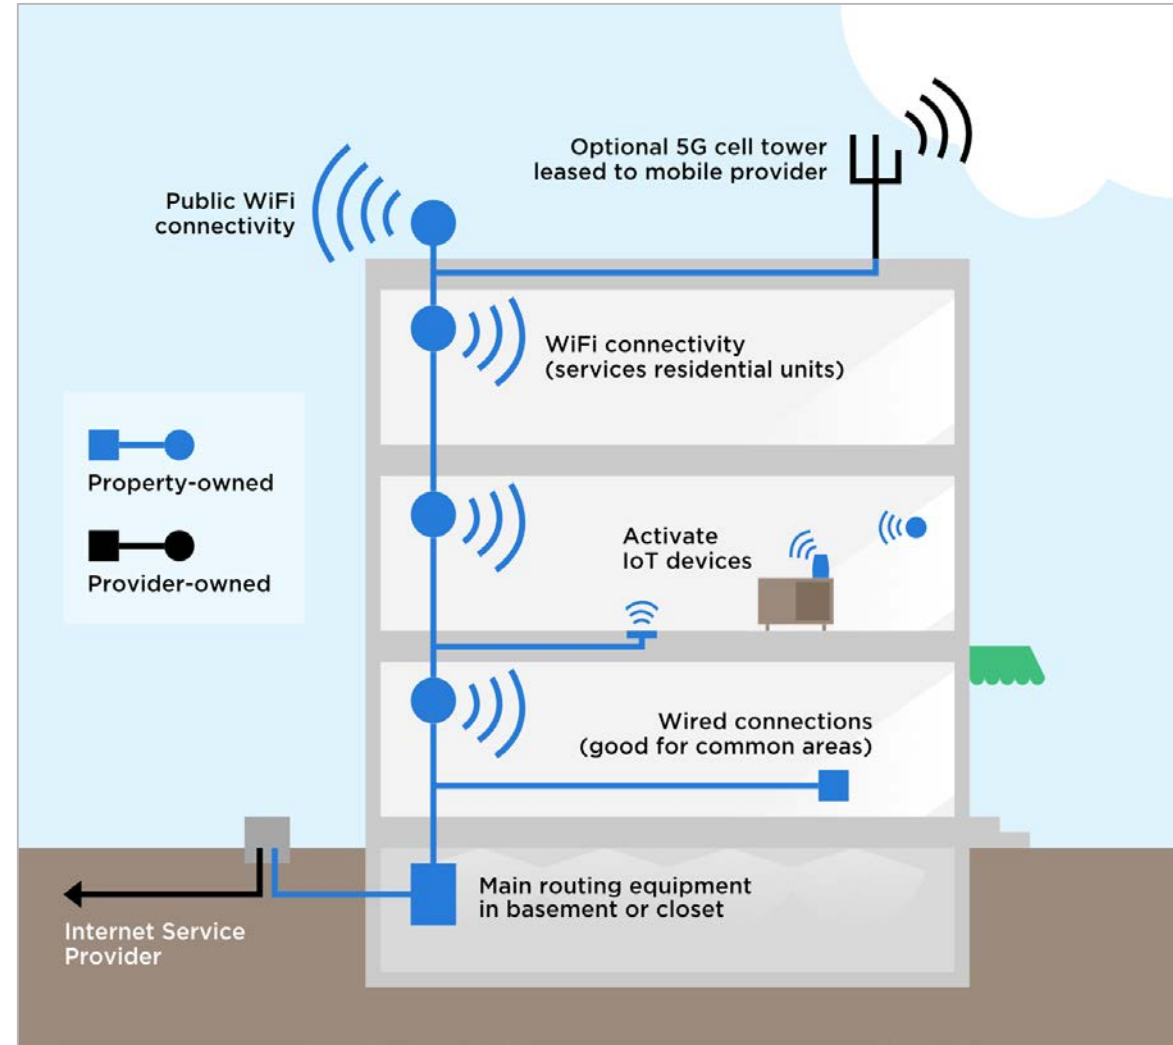 Optional 5G cell tower
leased to mobile provider
Public WiFi
connectivity
WiFi connectivity
(services residential units)
Property-owned
Provider-owned
Activate
IoT devices
Wired connections
(good for common areas)
Main routing equipment
in basement or closet
Internet Service
Provider